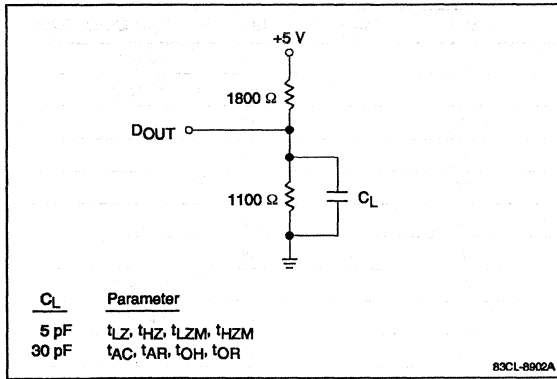 +5 V
1800 Ω
DOUT
1100 Ω
CL
CL Parameter
5 pF tLZ, tHZ, tLZM, tHZM
30 pF tAC, tAR, tOH, tOR
83CL-8902A